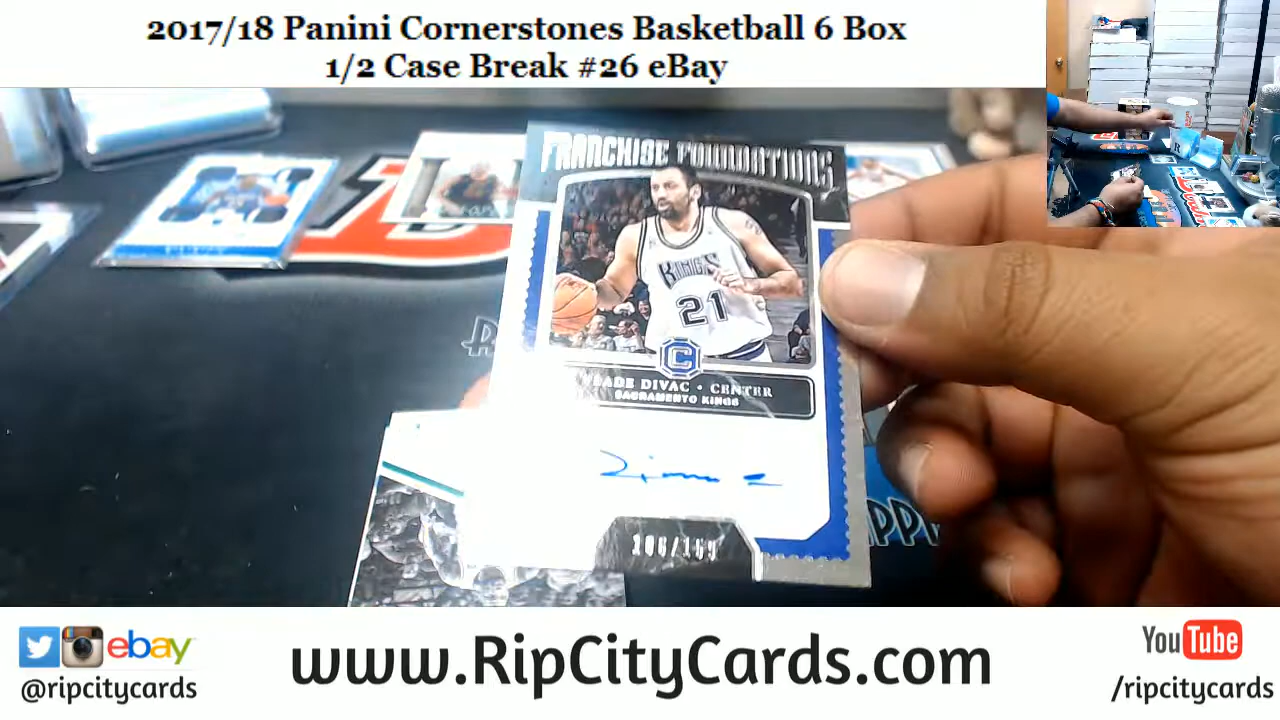 2017/18 Panini Cornerstones Basketball 6 Box
1/2 Case Break #26 eBay
FRANCHISE FOUNDATIONS
KINGS
21
C
VLADE DIVAC • CENTER
SACRAMENTO KINGS
ebay
@ripcitycards
www.RipCityCards.com
YouTube
/ripcitycards